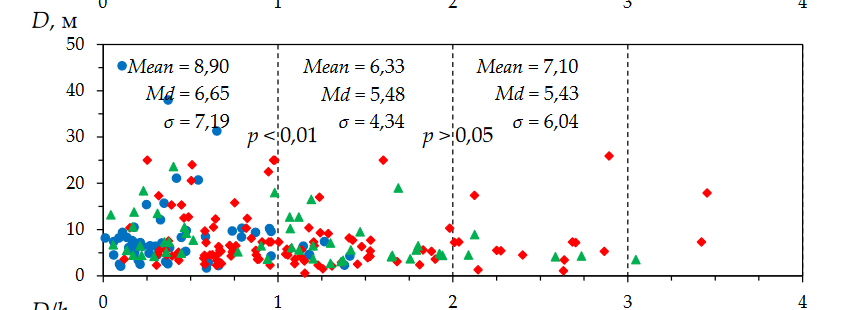 0 1 2 3 4
D, м
50
Mean = 8,90 Mean = 6,33 Mean = 7,10
40
Md = 6,65 Md = 5,48 Md = 5,43
σ = 7,19 σ = 4,34 σ = 6,04
30
p < 0,01 p > 0,05
20
10
0
0 1 2 3 4
D/h